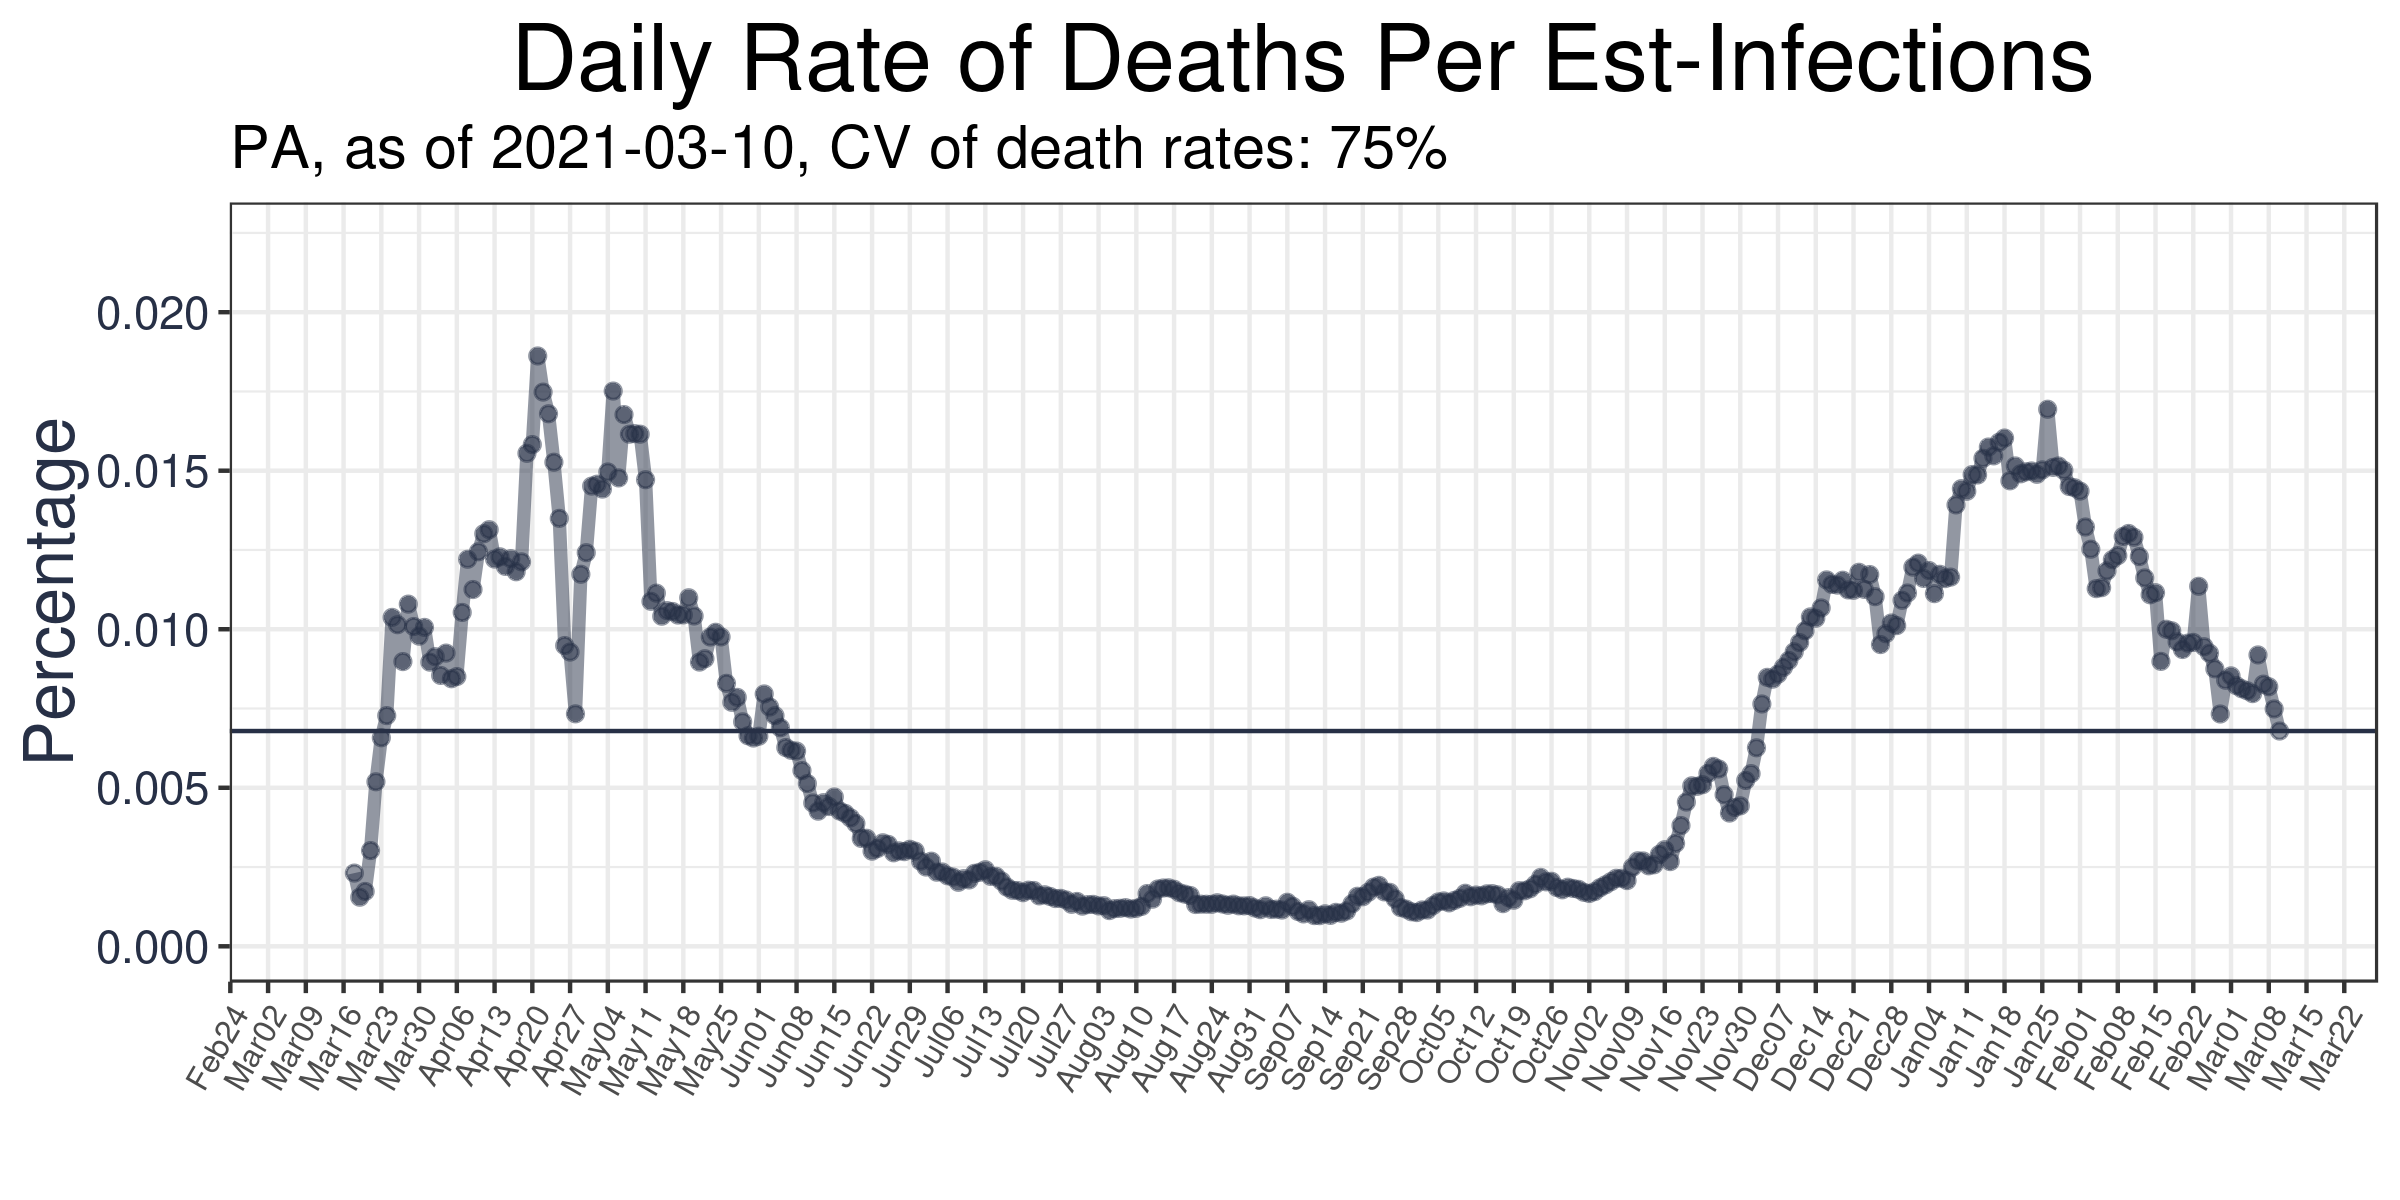 Daily Rate of Deaths Per Est-Infections
PA, as of 2021-03-10, CV of death rates: 75%
Percentage
0.020
0.015
0.010
0.005
0.000
Feb24
Mar02
Mar09
Mar16
Mar23
Mar30
Apr06
Apr13
Apr20
Apr27
May04
May11
May18
May25
Jun01
Jun08
Jun15
Jun22
Jun29
Jul06
Jul13
Jul20
Jul27
Aug03
Aug10
Aug17
Aug24
Aug31
Sep07
Sep14
Sep21
Sep28
Oct05
Oct12
Oct19
Oct26
Nov02
Nov09
Nov16
Nov23
Nov30
Dec07
Dec14
Dec21
Dec28
Jan04
Jan11
Jan18
Jan25
Feb01
Feb08
Feb15
Feb22
Mar01
Mar08
Mar15
Mar22